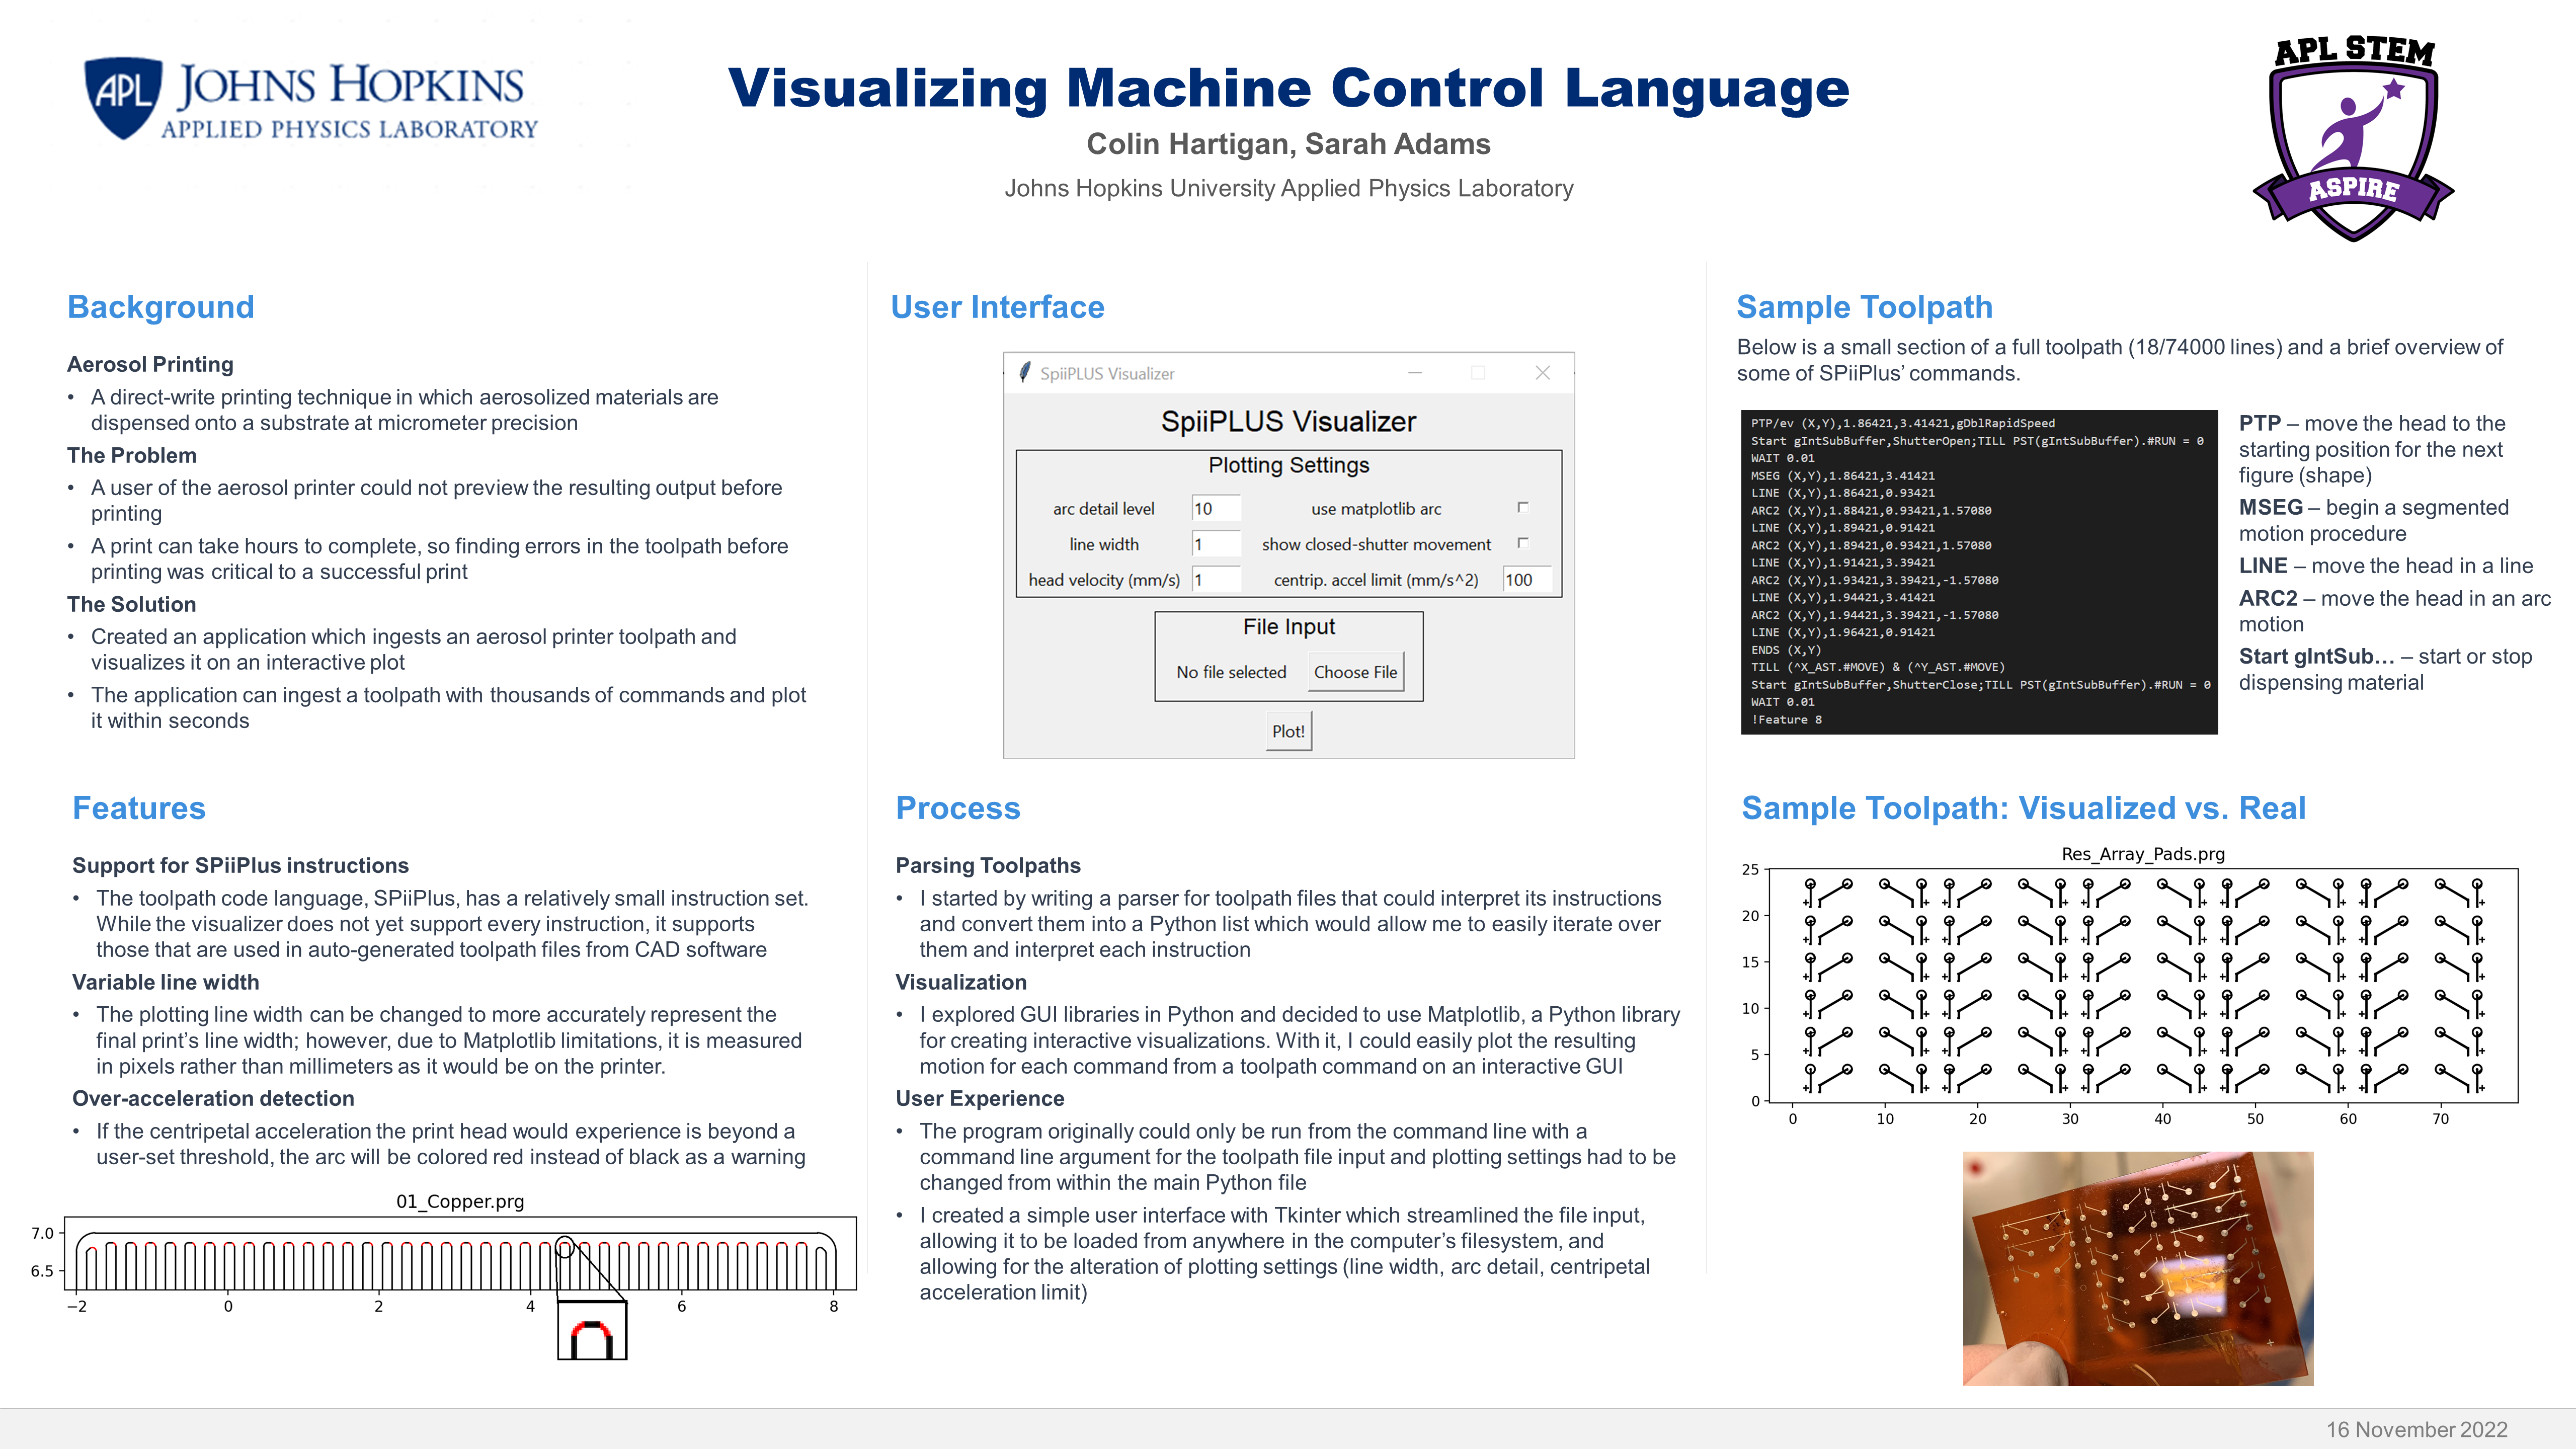 APL
JOHNS HOPKINS
APPLIED PHYSICS LABORATORY
Visualizing Machine Control Language
Colin Hartigan, Sarah Adams
Johns Hopkins University Applied Physics Laboratory
APL STEM
ASPIRE
Background
Aerosol Printing
• A direct-write printing technique in which aerosolized materials are
dispensed onto a substrate at micrometer precision
The Problem
• A user of the aerosol printer could not preview the resulting output before
printing
• A print can take hours to complete, so finding errors in the toolpath before
printing was critical to a successful print
The Solution
• Created an application which ingests an aerosol printer toolpath and
visualizes it on an interactive plot
• The application can ingest a toolpath with thousands of commands and plot
it within seconds
Features
Support for SPiiPlus instructions
• The toolpath code language, SPiiPlus, has a relatively small instruction set.
While the visualizer does not yet support every instruction, it supports
those that are used in auto-generated toolpath files from CAD software
Variable line width
• The plotting line width can be changed to more accurately represent the
final print's line width; however, due to Matplotlib limitations, it is measured
in pixels rather than millimeters as it would be on the printer.
Over-acceleration detection
• If the centripetal acceleration the print head would experience is beyond a
user-set threshold, the arc will be colored red instead of black as a warning
01_Copper.prg
7.0
6.5
−2 0 2 4 6 8
User Interface
SpiiPLUS Visualizer
SpiiPLUS Visualizer
Plotting Settings
arc detail level 10 use matplotlib arc
line width 1 show closed-shutter movement
head velocity (mm/s) 1 centrip. accel limit (mm/s^2) 100
File Input
No file selected Choose File
Plot!
Process
Parsing Toolpaths
• I started by writing a parser for toolpath files that could interpret its instructions
and convert them into a Python list which would allow me to easily iterate over
them and interpret each instruction
Visualization
• I explored GUI libraries in Python and decided to use Matplotlib, a Python library
for creating interactive visualizations. With it, I could easily plot the resulting
motion for each command from a toolpath command on an interactive GUI
User Experience
• The program originally could only be run from the command line with a
command line argument for the toolpath file input and plotting settings had to be
changed from within the main Python file
• I created a simple user interface with Tkinter which streamlined the file input,
allowing it to be loaded from anywhere in the computer's filesystem, and
allowing for the alteration of plotting settings (line width, arc detail, centripetal
acceleration limit)
Sample Toolpath
Below is a small section of a full toolpath (18/74000 lines) and a brief overview of
some of SPiiPlus' commands.
PTP/ev (X,Y),1.86421,3.41421,gDblRapidSpeed
Start gIntSubBuffer,ShutterOpen;TILL PST(gIntSubBuffer).#RUN = 0
WAIT 0.01
MSEG (X,Y),1.86421,3.41421
LINE (X,Y),1.86421,0.93421
ARC2 (X,Y),1.88421,0.93421,1.57080
LINE (X,Y),1.89421,0.91421
ARC2 (X,Y),1.89421,0.93421,1.57080
LINE (X,Y),1.91421,3.39421
ARC2 (X,Y),1.93421,3.39421,-1.57080
LINE (X,Y),1.94421,3.41421
ARC2 (X,Y),1.94421,3.39421,-1.57080
LINE (X,Y),1.96421,0.91421
ENDS (X,Y)
TILL (^X_AST.#MOVE) & (^Y_AST.#MOVE)
Start gIntSubBuffer,ShutterClose;TILL PST(gIntSubBuffer).#RUN = 0
WAIT 0.01
!Feature 8
PTP – move the head to the
starting position for the next
figure (shape)
MSEG – begin a segmented
motion procedure
LINE – move the head in a line
ARC2 – move the head in an arc
motion
Start gIntSub… – start or stop
dispensing material
Sample Toolpath: Visualized vs. Real
Res_Array_Pads.prg
25
20
15
10
5
0
0 10 20 30 40 50 60 70
16 November 2022